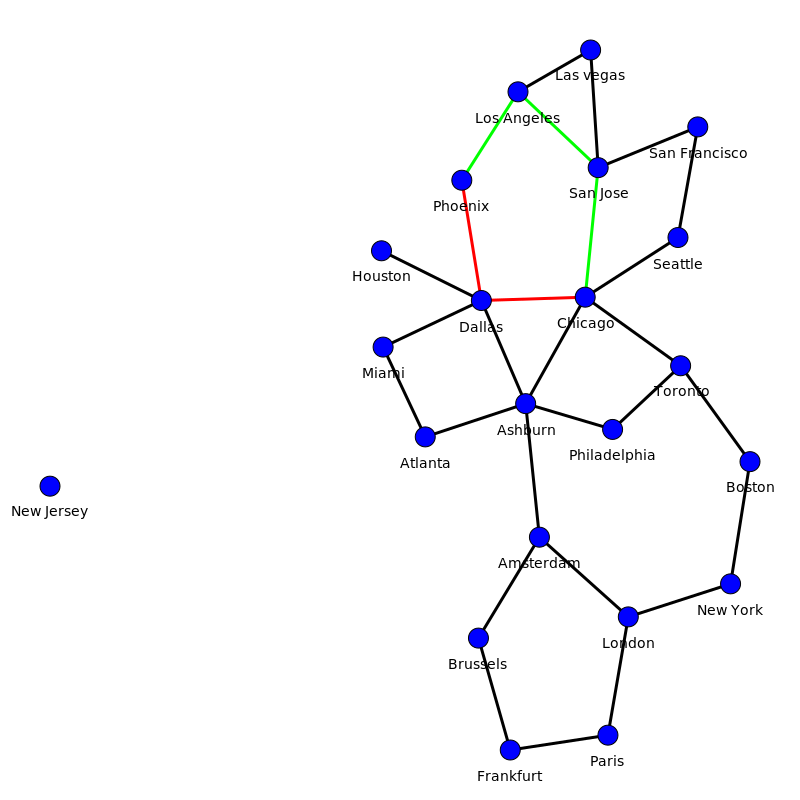 Las vegas
Los Angeles
San Francisco
San Jose
Phoenix
Seattle
Houston
Chicago
Dallas
Miami
Toronto
Ashburn
Philadelphia
Atlanta
Boston
New Jersey
Amsterdam
New York
London
Brussels
Paris
Frankfurt